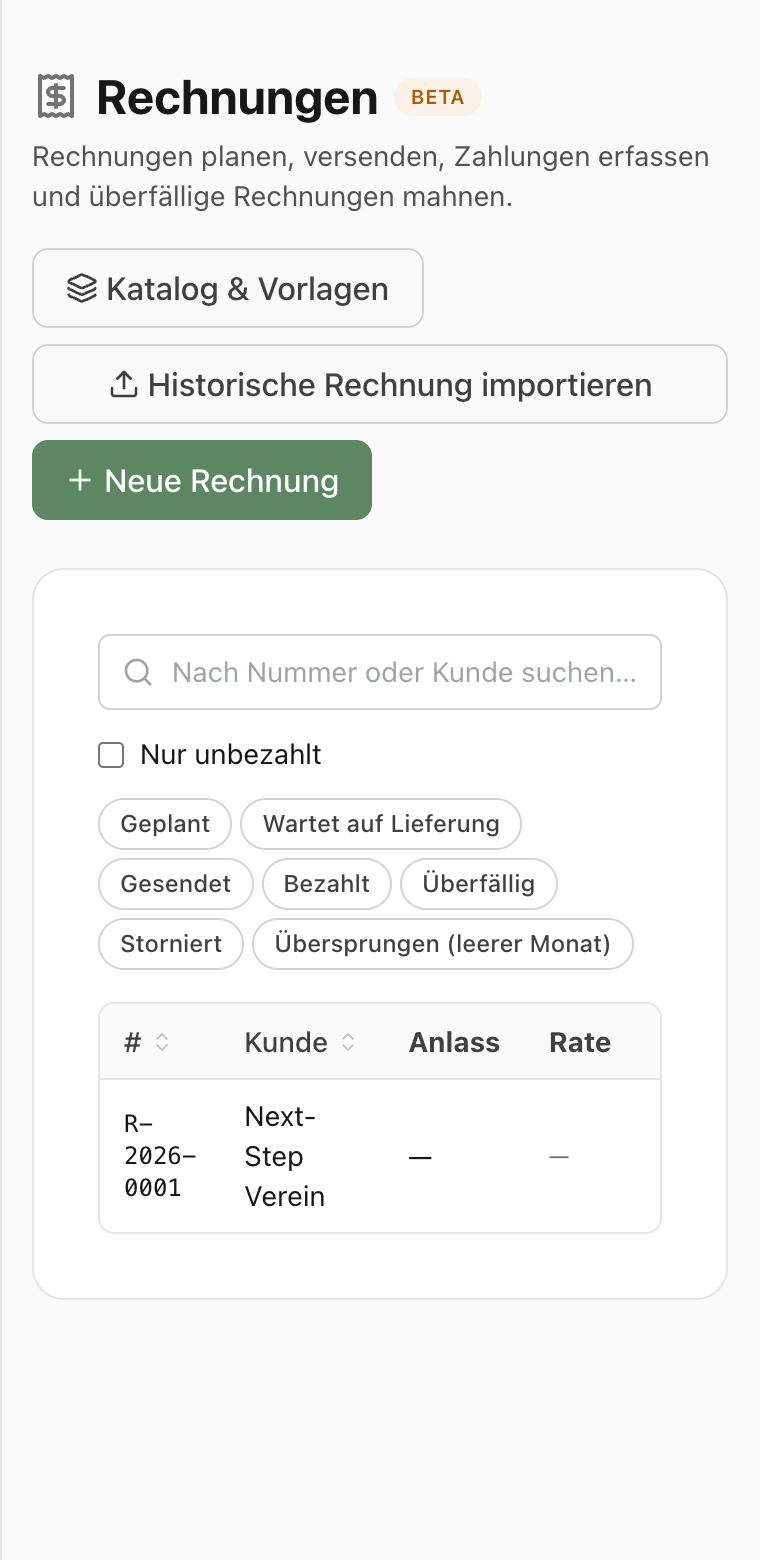 Rechnungen BETA
Rechnungen planen, versenden, Zahlungen erfassen
und überfällige Rechnungen mahnen.
Katalog & Vorlagen
Historische Rechnung importieren
+ Neue Rechnung
Nach Nummer oder Kunde suchen...
Nur unbezahlt
Geplant Wartet auf Lieferung
Gesendet Bezahlt Überfällig
Storniert Übersprungen (leerer Monat)
# Kunde Anlass Rate
R-
2026-
0001
Next-
Step
Verein
— —